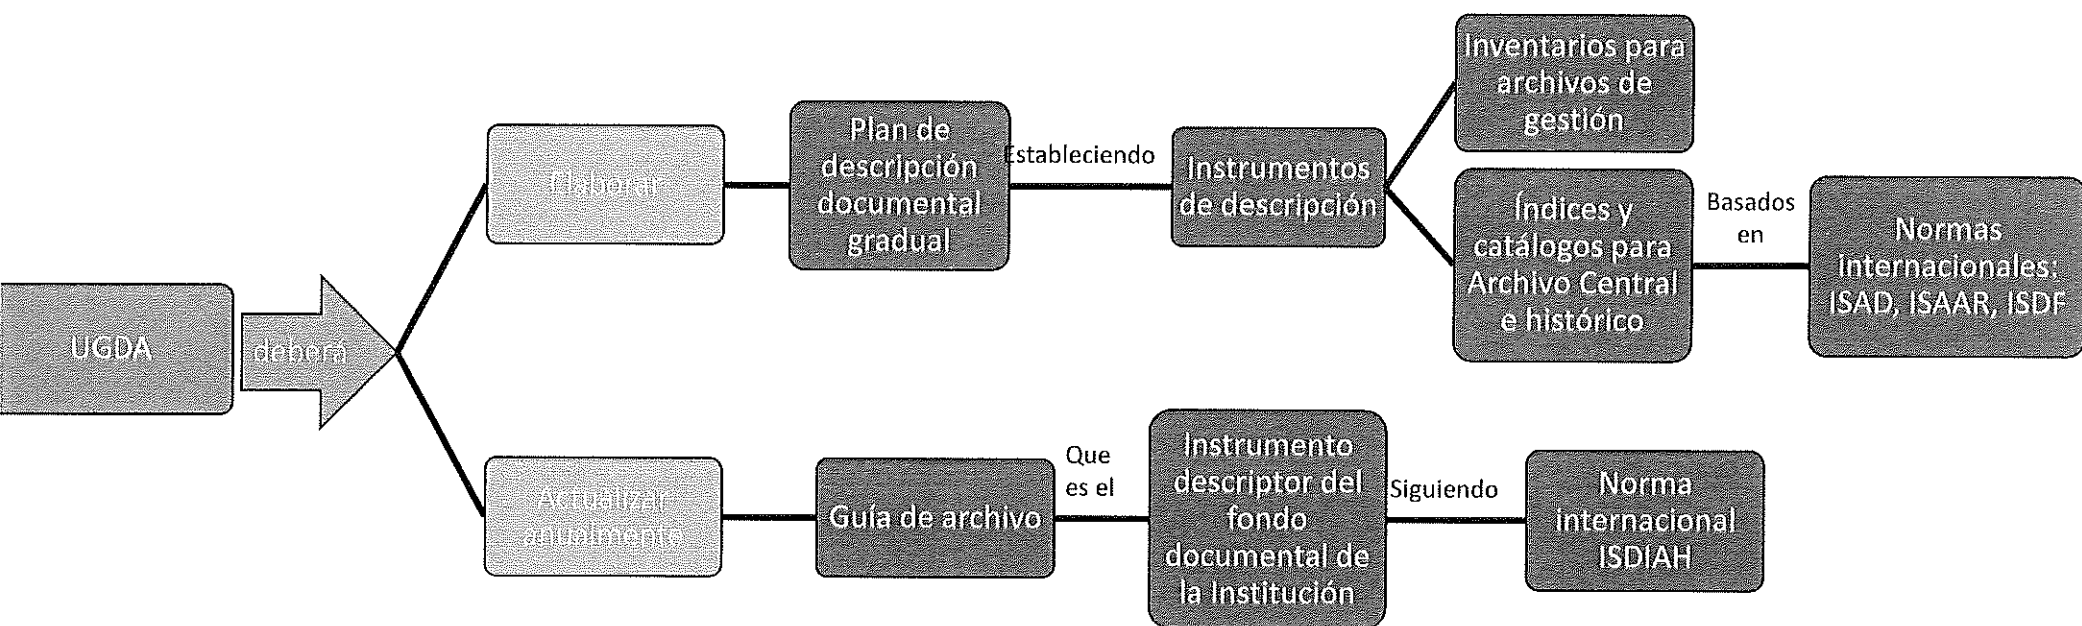 UGDA
deberá
Elaborar
Plan de
descripción
documental
gradual
Estableciendo
Instrumentos
de descripción
Inventarios para
archivos de
gestión
Índices y
catálogos para
Archivo Central
e histórico
Basados
en
Normas
internacionales:
ISAD, ISAAR, ISDF
Actualizar
anualmente
Guía de archivo
Que
es el
Instrumento
descriptor del
fondo
documental de
la Institución
Siguiendo
Norma
internacional
ISDIAH